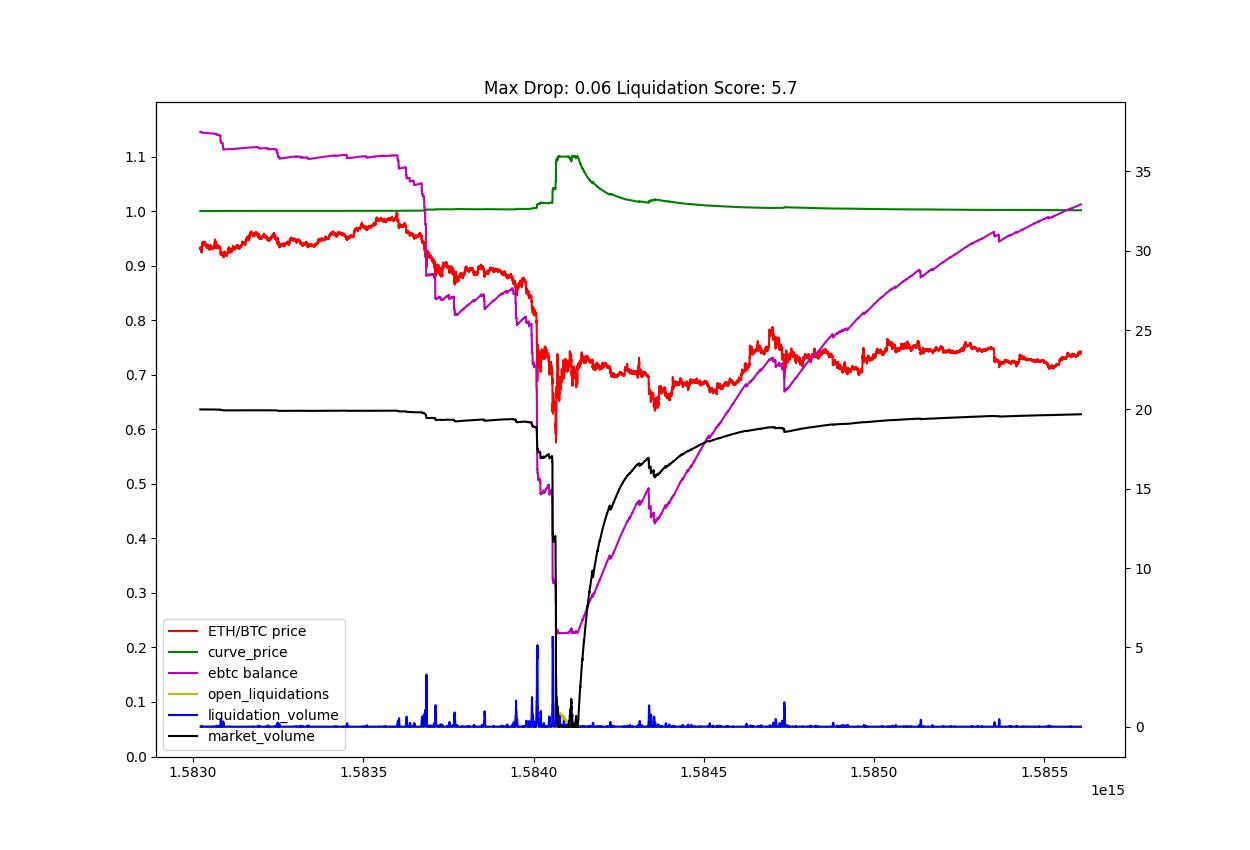 Max Drop: 0.06 Liquidation Score: 5.7
1.1
1.0
0.9
0.8
0.7
0.6
0.5
0.4
0.3
0.2
0.1
0.0
35
30
25
20
15
10
5
0
ETH/BTC price
curve_price
ebtc balance
open_liquidations
liquidation_volume
market_volume
1.5830 1.5835 1.5840 1.5845 1.5850 1.5855
1e15